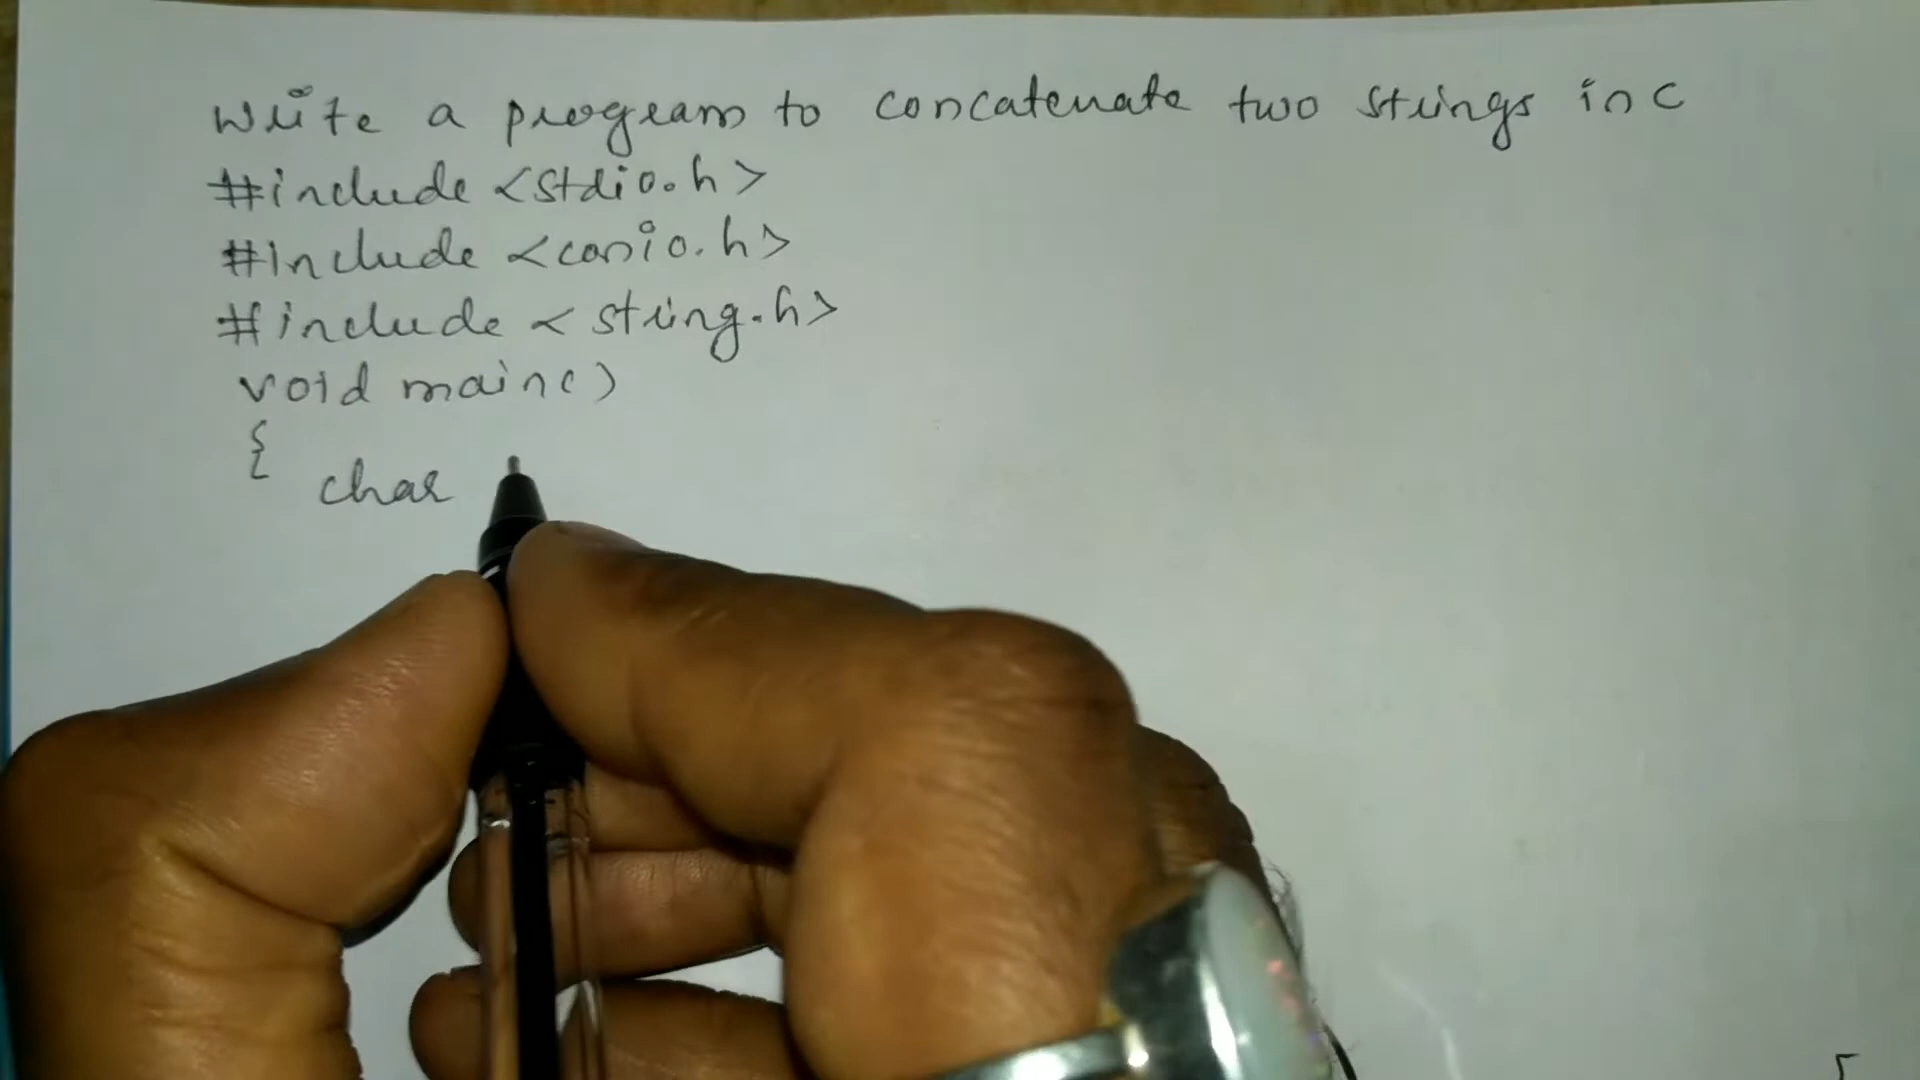 Write a program to concatenate two strings in c
#include <stdio.h>
#include <conio.h>
#include <string.h>
void main()
{
char